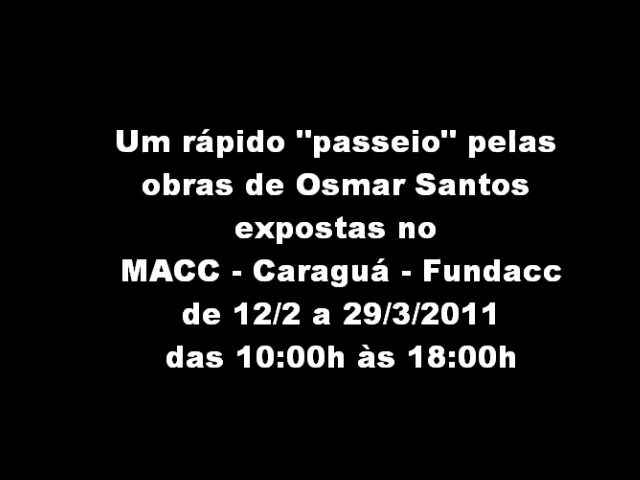 Um rápido "passeio" pelas
obras de Osmar Santos
expostas no
MACC - Caraguá - Fundacc
de 12/2 a 29/3/2011
das 10:00h às 18:00h